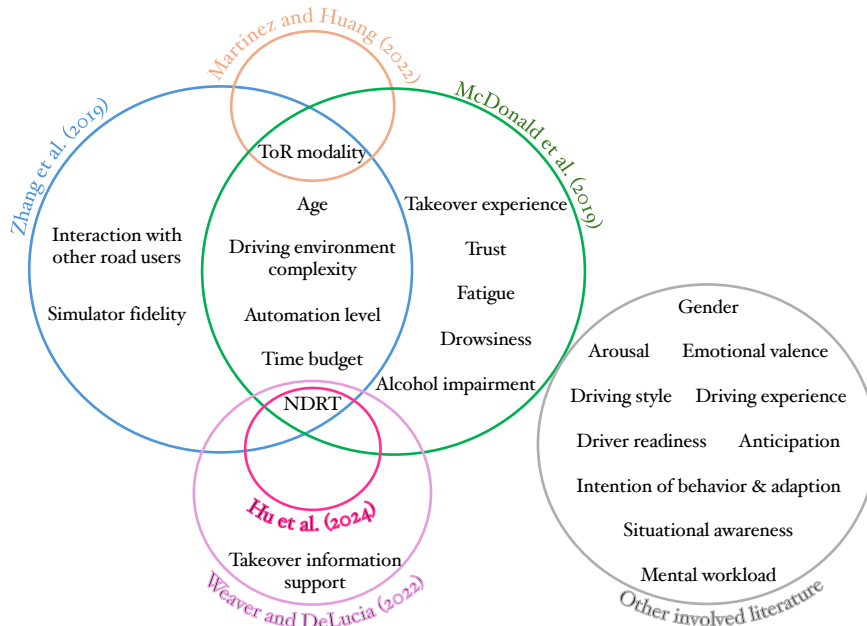 Martinez and Huang (2022)
Zhang et al. (2019)
McDonald et al. (2019)
ToR modality
Age
Takeover experience
Interaction with
other road users
Driving environment
complexity
Trust
Fatigue
Simulator fidelity
Automation level
Drowsiness
Time budget
Alcohol impairment
NDRT
Hu et al. (2024)
Takeover information
support
Weaver and DeLucia (2022)
Gender
Arousal
Emotional valence
Driving style
Driving experience
Driver readiness
Anticipation
Intention of behavior & adaption
Situational awareness
Mental workload
Other involved literature